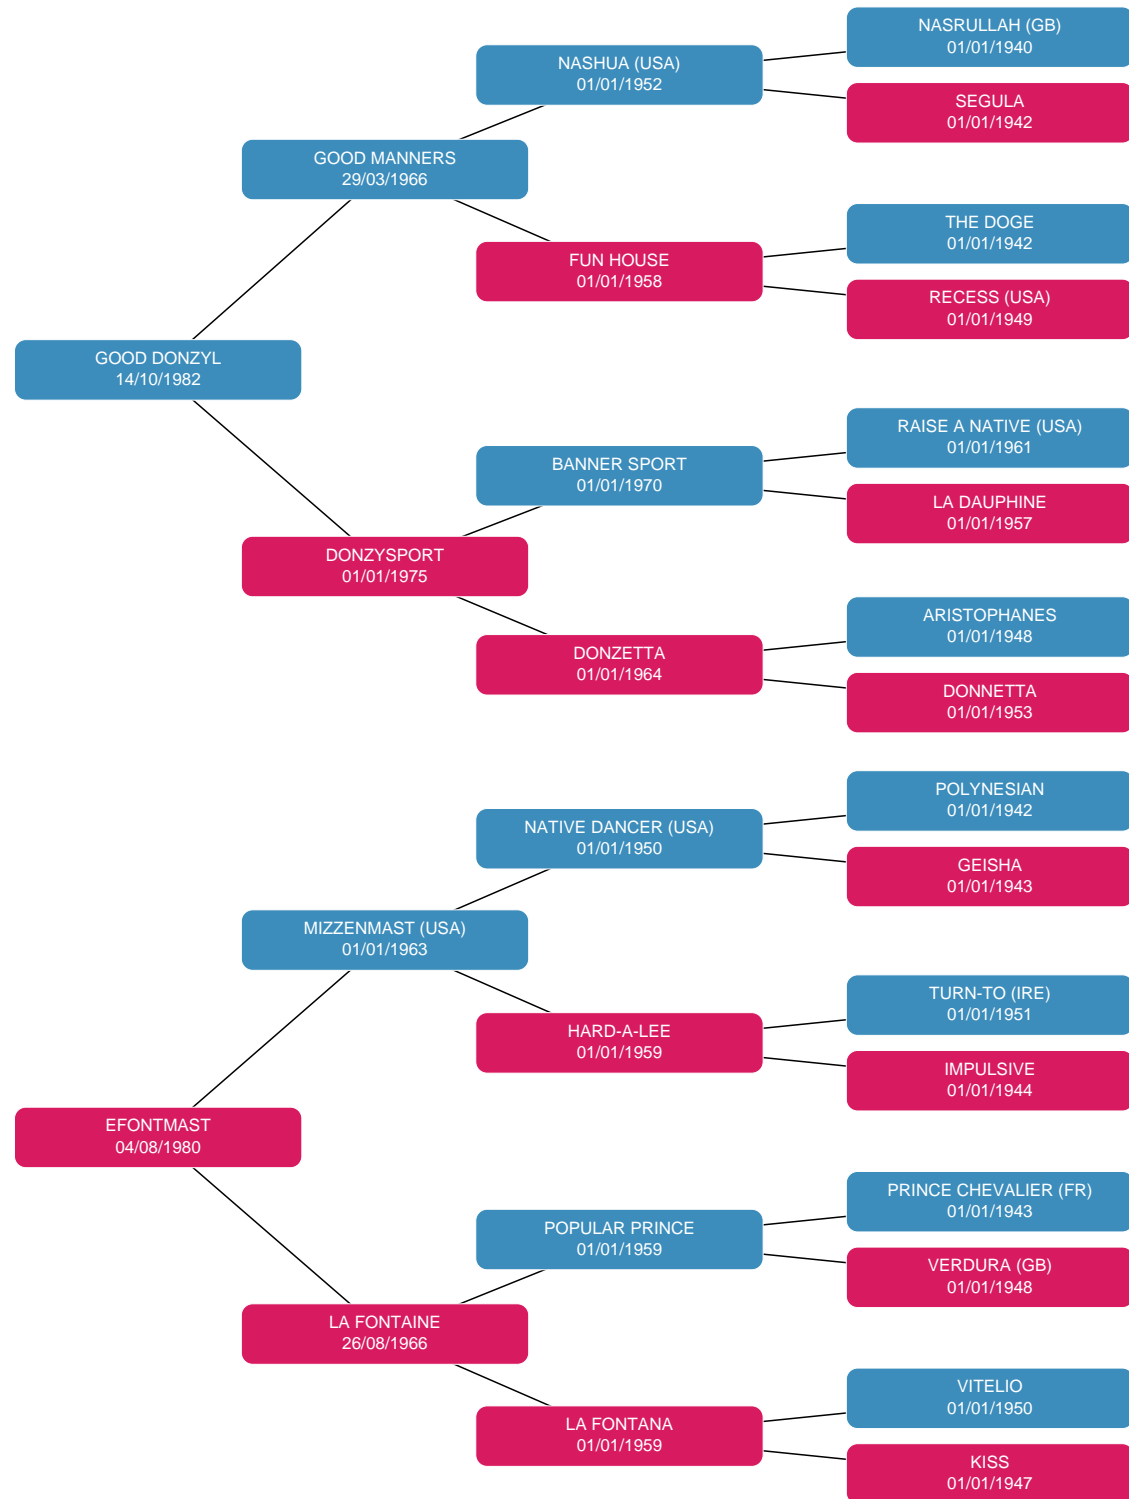 NASRULLAH (GB)
01/01/1940
NASHUA (USA)
01/01/1952
SEGULA
01/01/1942
GOOD MANNERS
29/03/1966
THE DOGE
01/01/1942
FUN HOUSE
01/01/1958
RECESS (USA)
01/01/1949
GOOD DONZYL
14/10/1982
RAISE A NATIVE (USA)
01/01/1961
BANNER SPORT
01/01/1970
LA DAUPHINE
01/01/1957
DONZYSPORT
01/01/1975
ARISTOPHANES
01/01/1948
DONZETTA
01/01/1964
DONNETTA
01/01/1953
POLYNESIAN
01/01/1942
NATIVE DANCER (USA)
01/01/1950
GEISHA
01/01/1943
MIZZENMAST (USA)
01/01/1963
TURN-TO (IRE)
01/01/1951
HARD-A-LEE
01/01/1959
IMPULSIVE
01/01/1944
EFONTMAST
04/08/1980
PRINCE CHEVALIER (FR)
01/01/1943
POPULAR PRINCE
01/01/1959
VERDURA (GB)
01/01/1948
LA FONTAINE
26/08/1966
VITELIO
01/01/1950
LA FONTANA
01/01/1959
KISS
01/01/1947